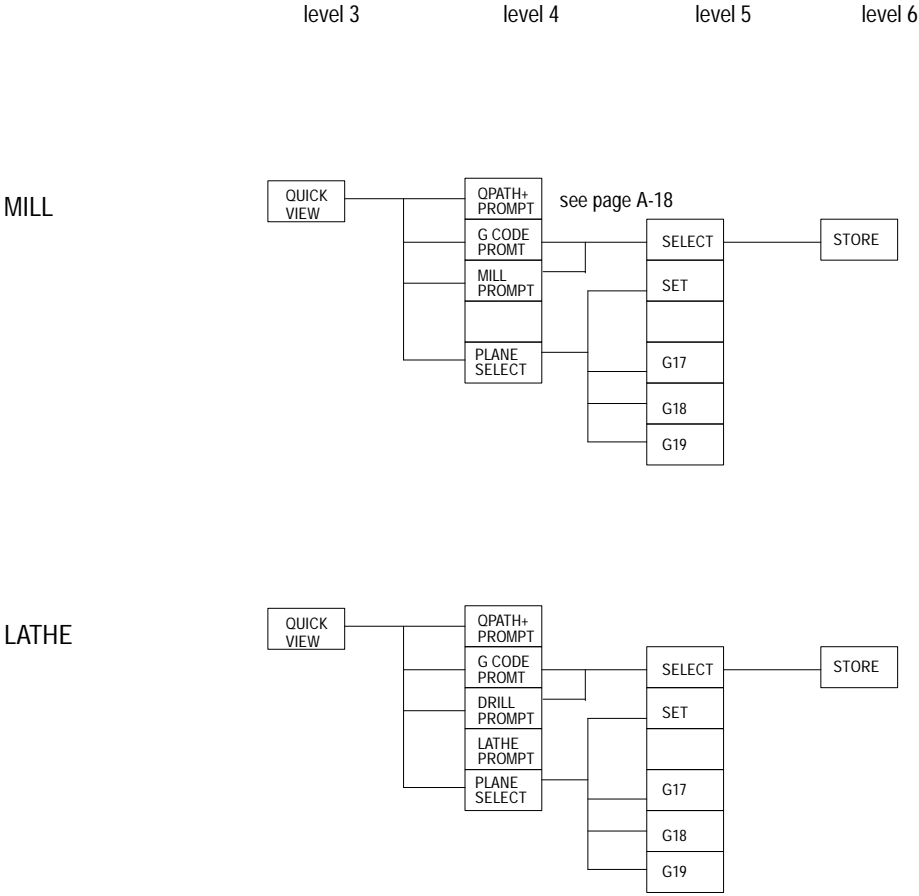 level 3 level 4 level 5 level 6
MILL
QUICK
VIEW
QPATH+
PROMPT
see page A-18
G CODE
PROMT
MILL
PROMPT
PLANE
SELECT
SELECT
SET
G17
G18
G19
STORE
LATHE
QUICK
VIEW
QPATH+
PROMPT
G CODE
PROMT
DRILL
PROMPT
LATHE
PROMPT
PLANE
SELECT
SELECT
SET
G17
G18
G19
STORE